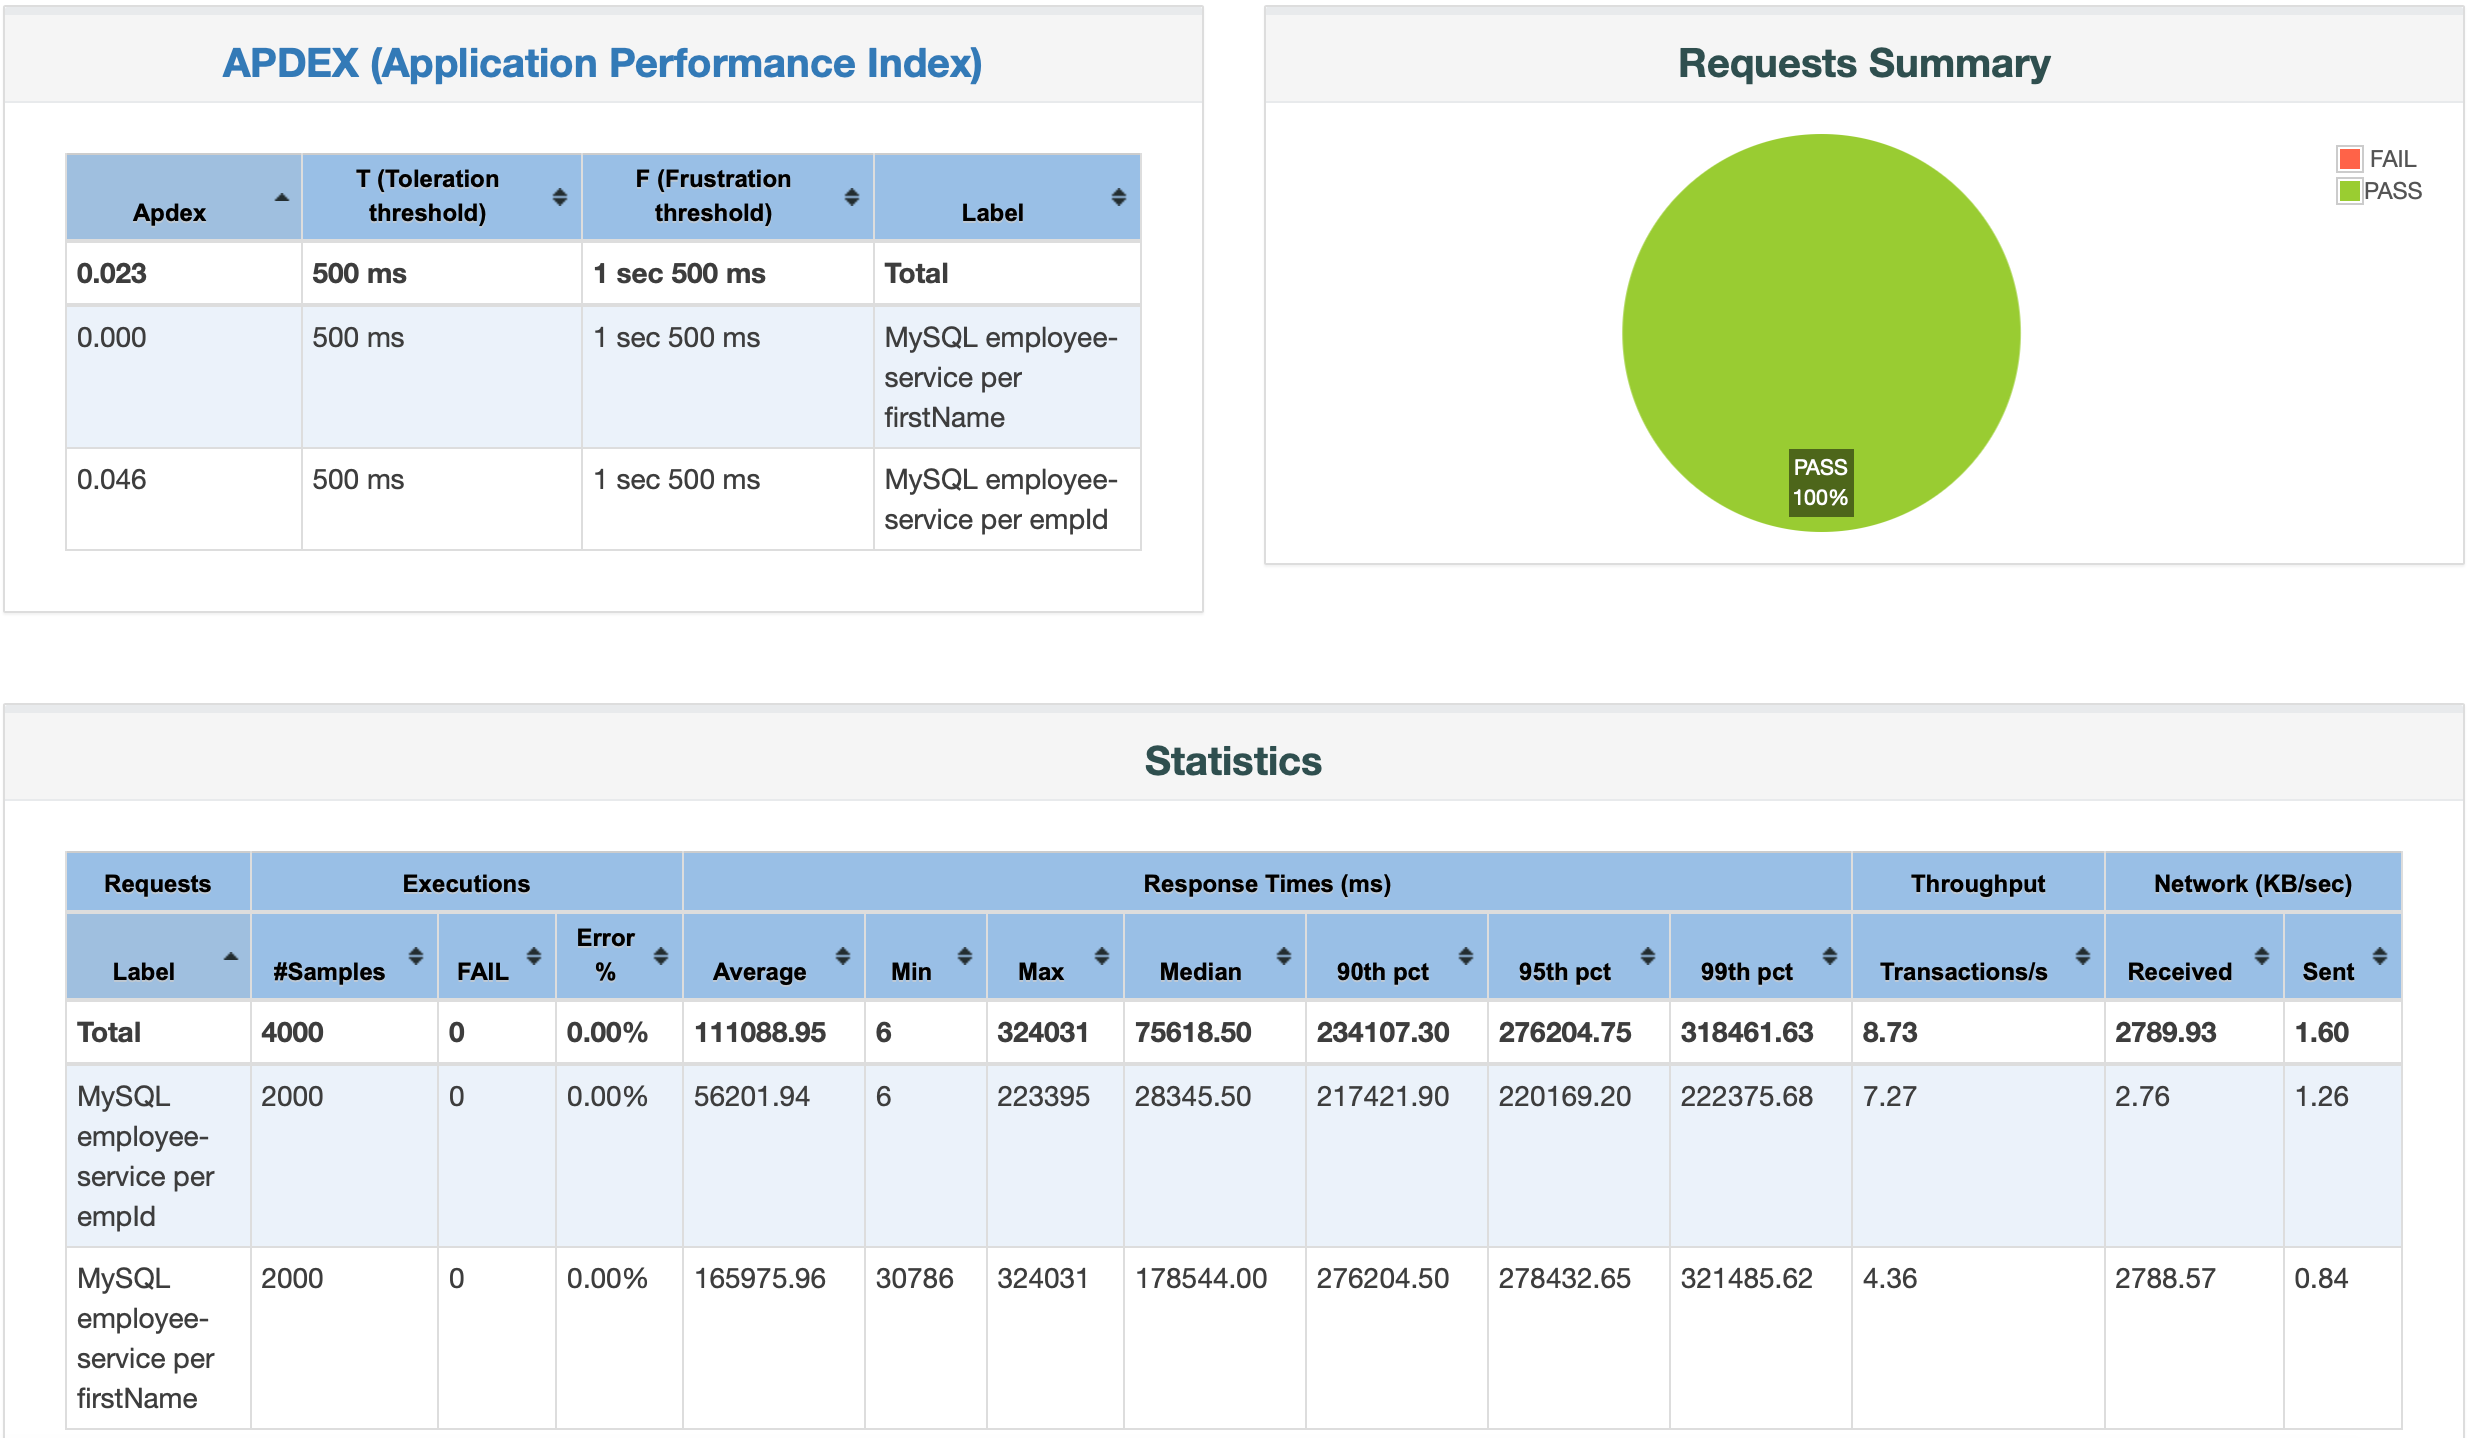 APDEX (Application Performance Index)
Apdex
T (Toleration
threshold)
F (Frustration
threshold)
Label
0.023 500 ms 1 sec 500 ms Total
0.000 500 ms 1 sec 500 ms MySQL employee-
service per
firstName
0.046 500 ms 1 sec 500 ms MySQL employee-
service per empId
Requests Summary
FAIL
PASS
PASS
100%
Statistics
Requests Executions Response Times (ms) Throughput Network (KB/sec)
Label #Samples FAIL Error
% Average Min Max Median 90th pct 95th pct 99th pct Transactions/s Received Sent
Total 4000 0 0.00% 111088.95 6 324031 75618.50 234107.30 276204.75 318461.63 8.73 2789.93 1.60
MySQL 2000 0 0.00% 56201.94 6 223395 28345.50 217421.90 220169.20 222375.68 7.27 2.76 1.26
employee-
service per
empId
MySQL 2000 0 0.00% 165975.96 30786 324031 178544.00 276204.50 278432.65 321485.62 4.36 2788.57 0.84
employee-
service per
firstName